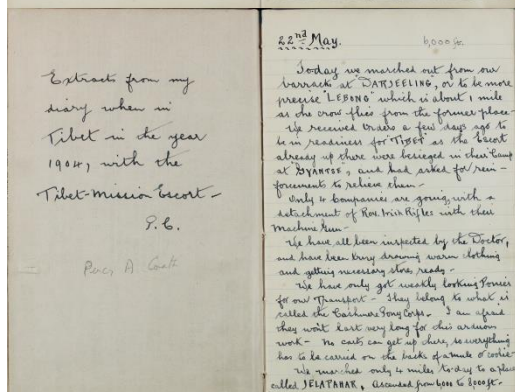 Extracts from my
diary when in
Tibet in the year
1904, with the
Tibet-Mission Escort -
P.C.
Percy A
22nd May.
6,000 ft.
Today we marched out from our
barracks at DARJEELING, or to be more
precise "LEBONG" which is about 1 mile
as the crow flies from the former place -
We received orders a few days ago to
be in readiness for "TIBET" as the Escort
already up there were besieged in their Camp
at "GYANTSE", and had asked for rein-
forcement to relieve them -
Only 4 Companies are going, with a
detachment of Roy. Irish Rifles with their
Machine Gun -
We have all been inspected by the Doctor,
and have been busy drawing warm clothing
and getting necessary stores ready -
We have only got weakly looking Ponies
for our Transport - They belong to what is
called the Cashmere Pony Corps. - I am afraid
they won't last very long for this arduous
work - No carts can get up there, so everything
has to be carried on the backs of a mule or coolie -
We marched only 4 miles to-day to a place
called JELAPAHAR, Ascended from 6000 to 8000 ft -